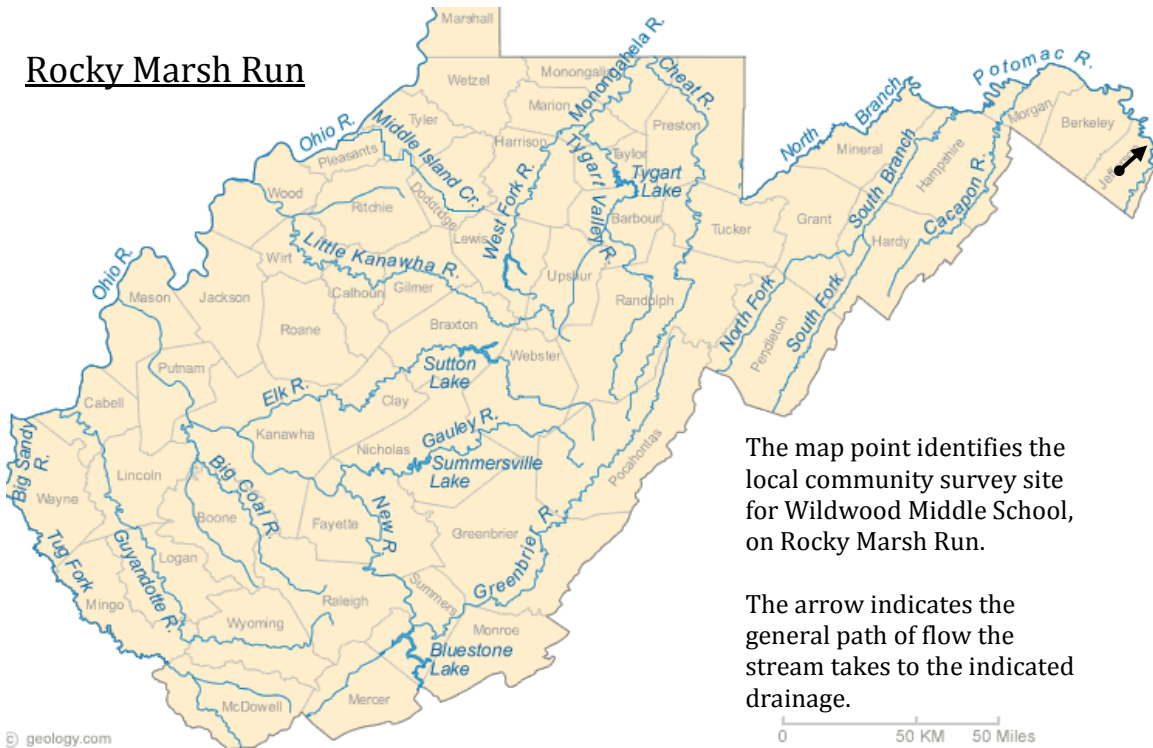 Rocky Marsh Run
Marshall
Wetzel
Monongalia
Monongahela R.
Cheat R.
Marion
Preston
Tyler
Middle Island Cr.
Harrison
Ohio R.
Pleasants
Doddridge
Taylor
Tygart Valley R.
Tygart
Lake
West Fork R.
Wood
Ritchie
Lewis
Barbour
Tucker
North Branch
Potomac R.
Morgan
Berkeley
Jeff
Mineral
Hampshire
South Branch
Cacapon R.
Grant
Hardy
Little Kanawha R.
Wirt
Calhoun
Gilmer
Upshur
Randolph
North Fork
Pendleton
South Fork
Ohio R.
Mason
Jackson
Roane
Braxton
Webster
Putnam
Sutton
Lake
Elk R.
Clay
Cabell
Kanawha
Nicholas
Gauley R.
Summersville
Lake
Pocahontas
Big Sandy
R.
Lincoln
Big Coal R.
Wayne
Boone
Fayette
New R.
Greenbrier
Greenbrier R.
Tug Fork
Logan
Guyandotte R.
Mingo
Raleigh
Summers
Wyoming
Monroe
Bluestone
Lake
McDowell
Mercer
The map point identifies the
local community survey site
for Wildwood Middle School,
on Rocky Marsh Run.
The arrow indicates the
general path of flow the
stream takes to the indicated
drainage.
0 50 KM 50 Miles
© geology.com